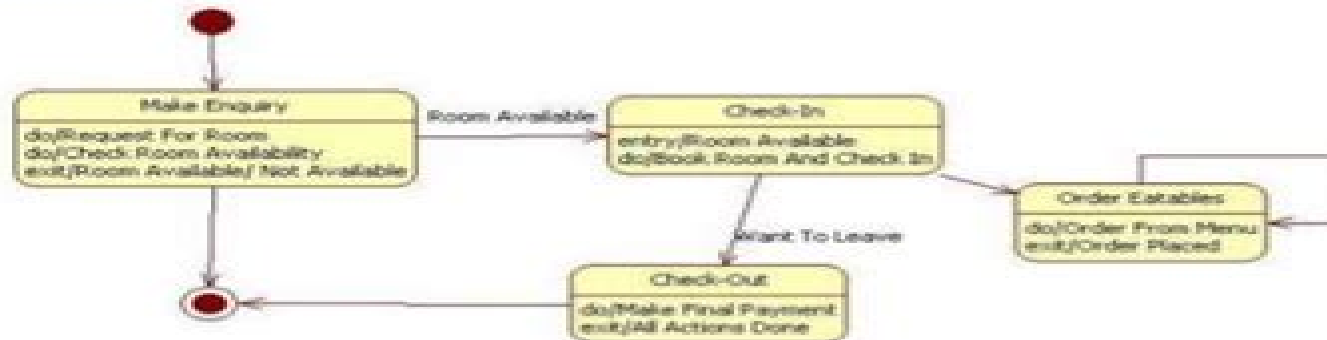 Make Enquiry
do/Request For Room
do/Check Room Availability
exit/Room Available/ Not Available
Room Available
Check-In
entry/Room Available
do/Book Room And Check In
Order Eatables
do/Order From Menu
exit/Order Placed
Want To Leave
Check-Out
do/Make Final Payment
exit/All Actions Done